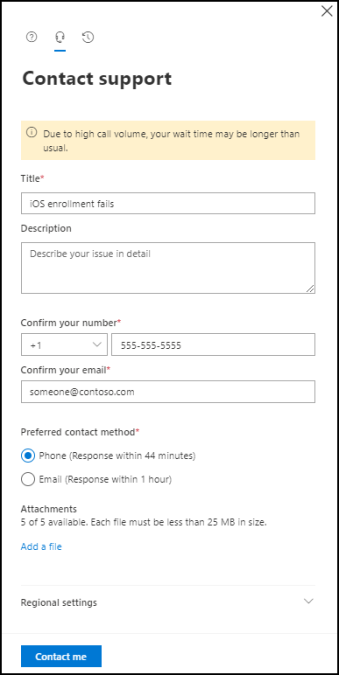 Contact support
Due to high call volume, your wait time may be longer than
usual.
Title*
iOS enrollment fails
Description
Describe your issue in detail
Confirm your number*
+1
555-555-5555
Confirm your email*
someone@contoso.com
Preferred contact method*
Phone (Response within 44 minutes)
Email (Response within 1 hour)
Attachments
5 of 5 available. Each file must be less than 25 MB in size.
Add a file
Regional settings
Contact me